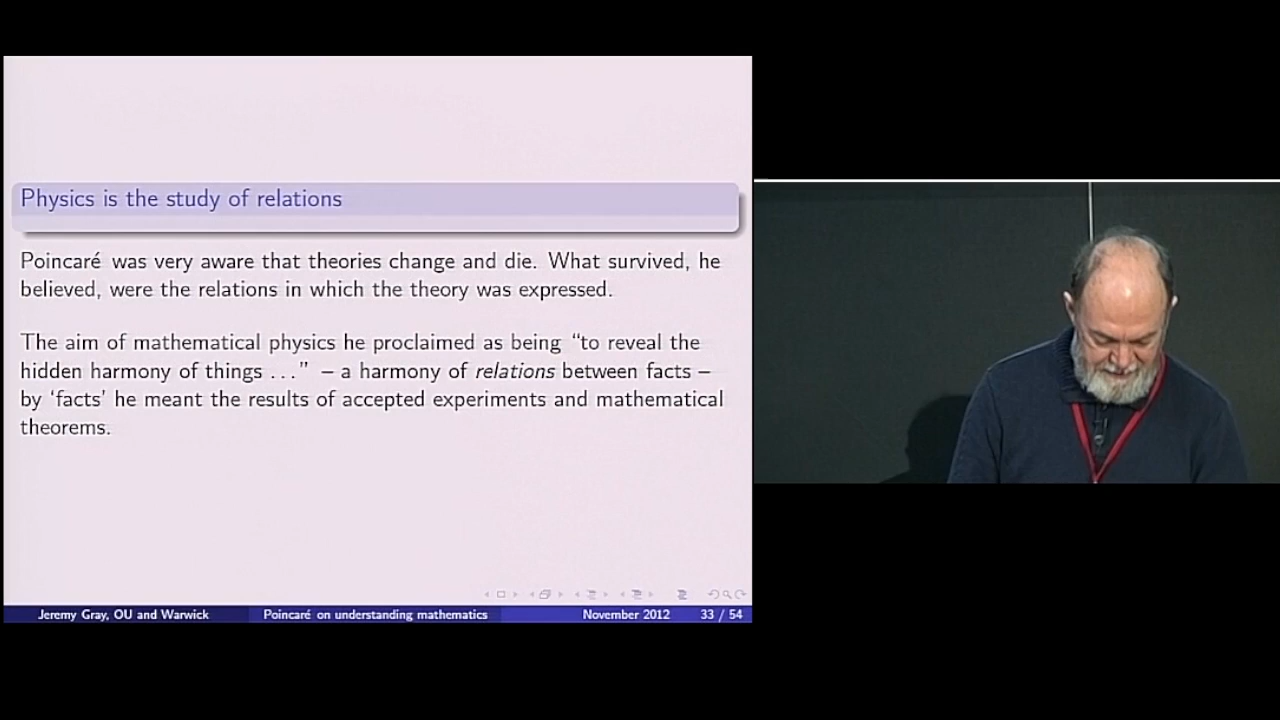 Physics is the study of relations
Poincaré was very aware that theories change and die. What survived, he
believed, were the relations in which the theory was expressed.
The aim of mathematical physics he proclaimed as being “to reveal the
hidden harmony of things ...” – a harmony of relations between facts –
by ‘facts’ he meant the results of accepted experiments and mathematical
theorems.
Jeremy Gray, OU and Warwick Poincaré on understanding mathematics November 2012 33 / 54